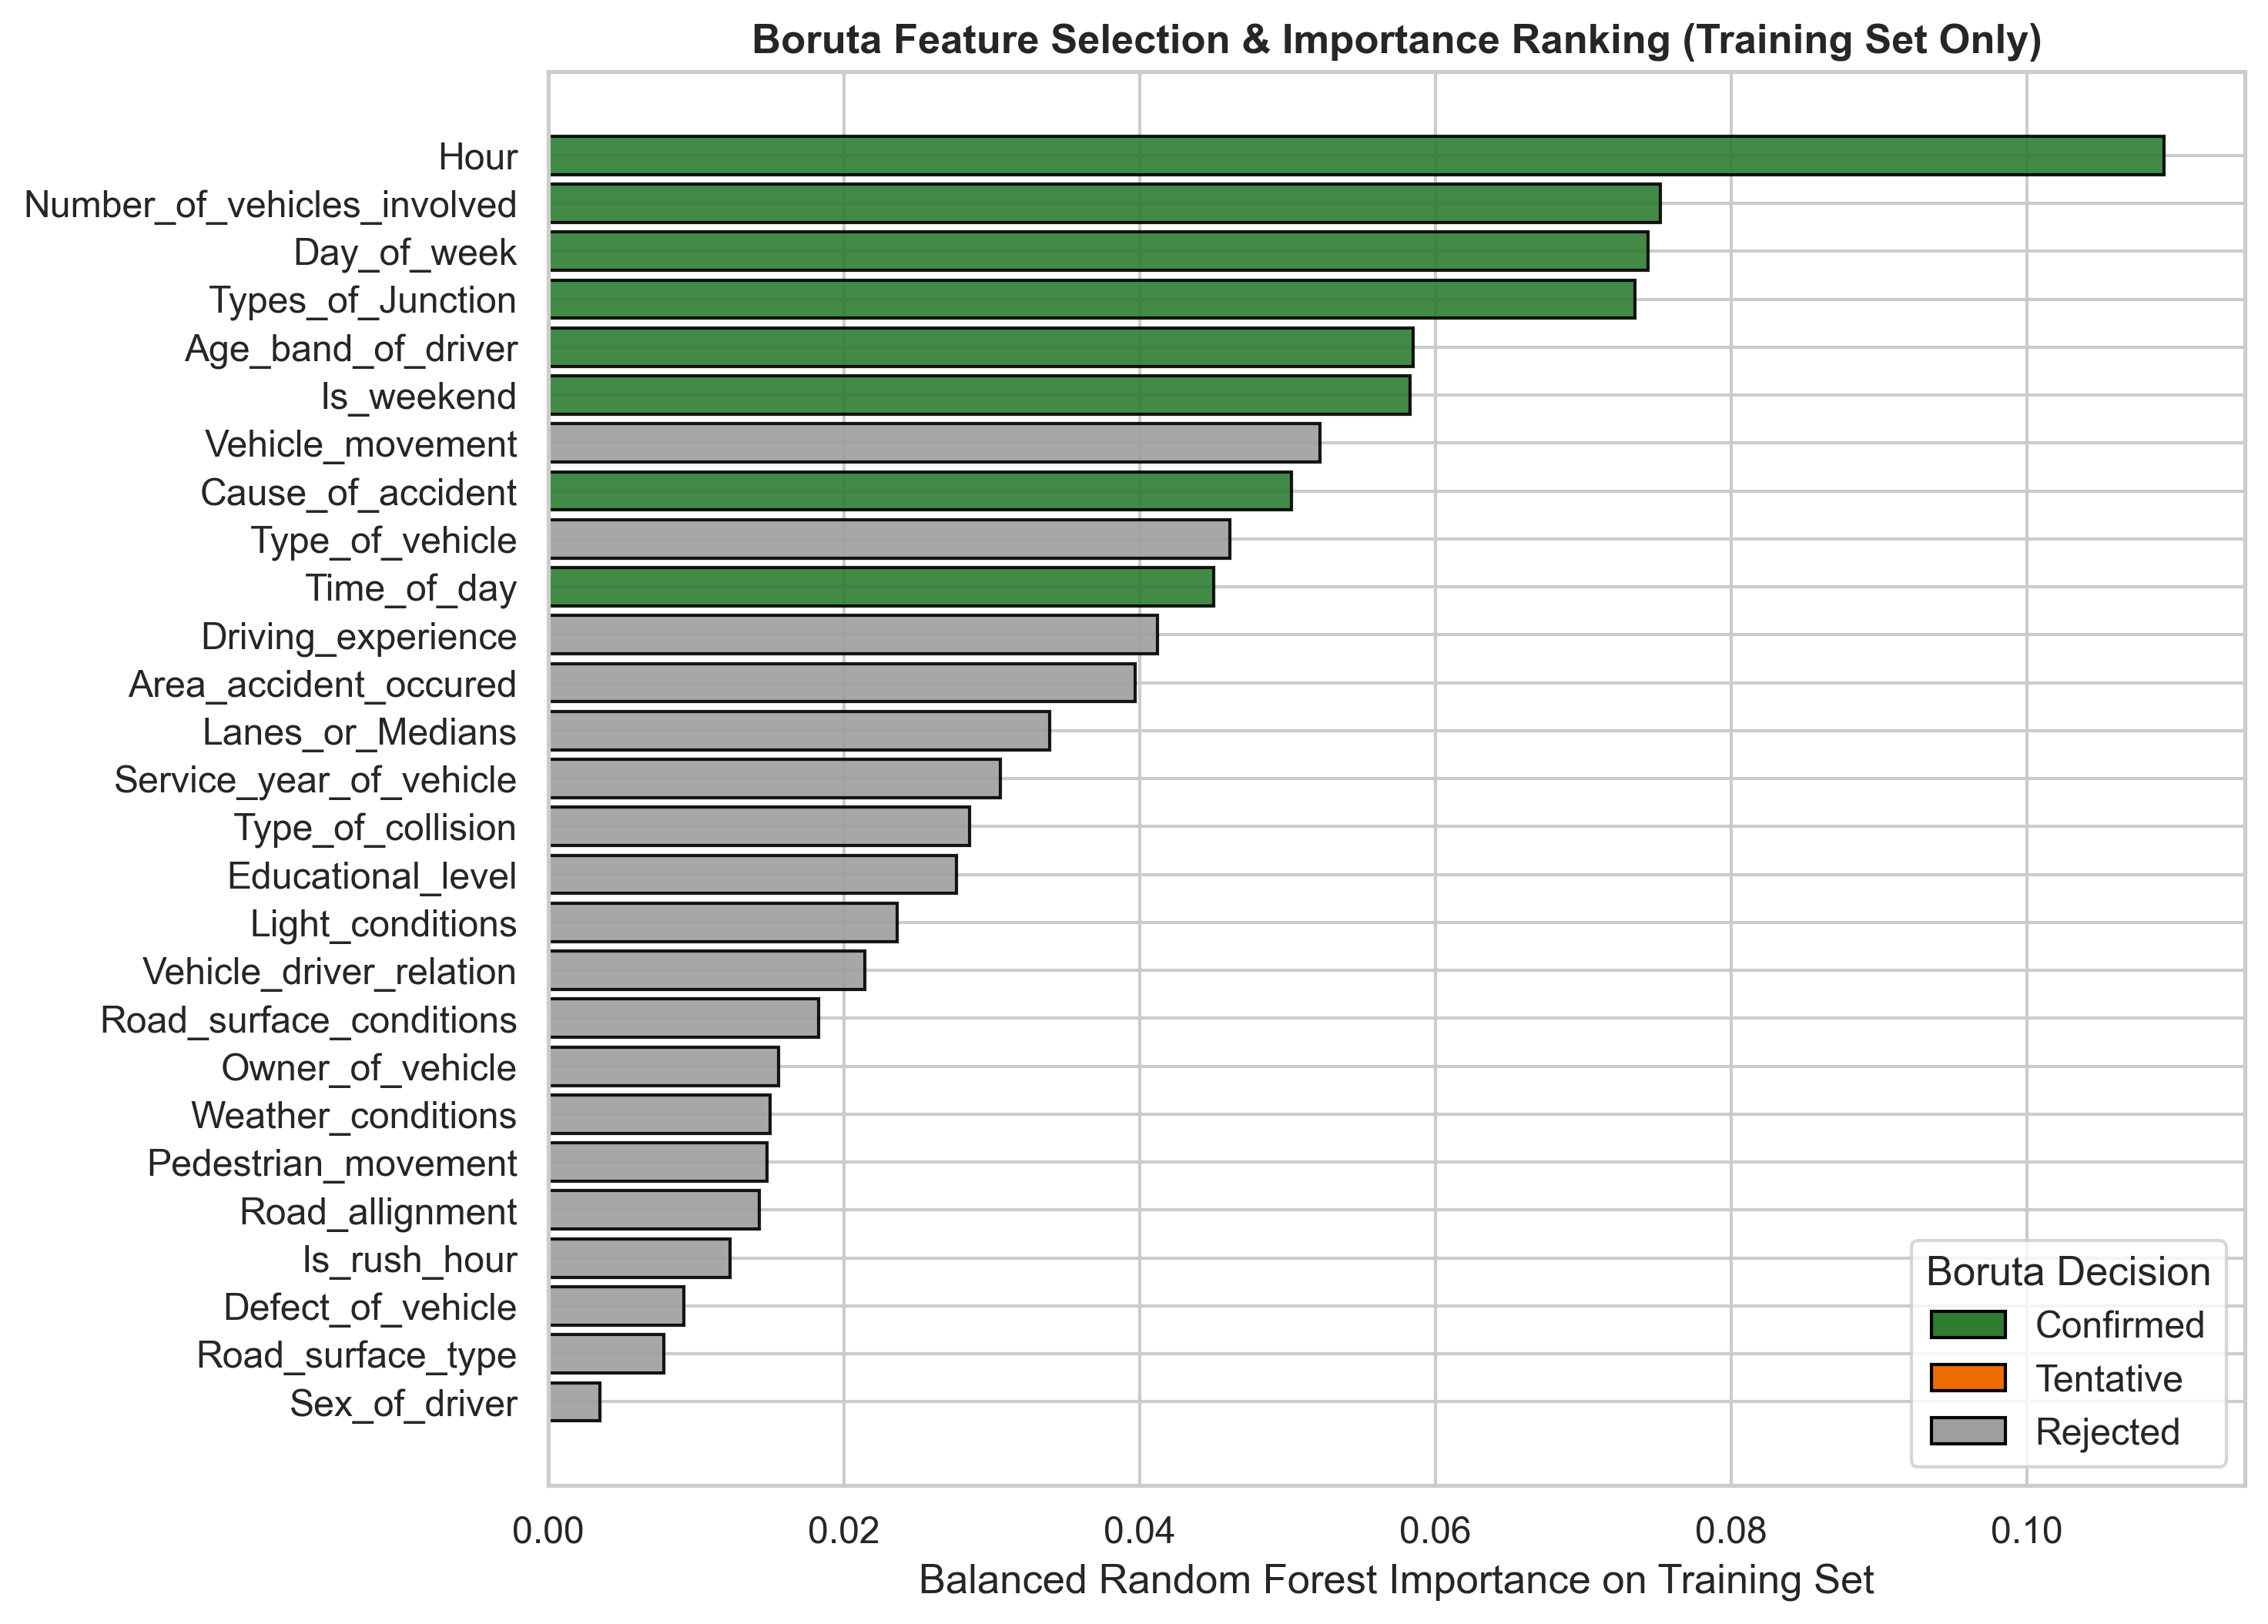 Boruta Feature Selection & Importance Ranking (Training Set Only)
Hour
Number_of_vehicles_involved
Day_of_week
Types_of_Junction
Age_band_of_driver
Is_weekend
Vehicle_movement
Cause_of_accident
Type_of_vehicle
Time_of_day
Driving_experience
Area_accident_occured
Lanes_or_Medians
Service_year_of_vehicle
Type_of_collision
Educational_level
Light_conditions
Vehicle_driver_relation
Road_surface_conditions
Owner_of_vehicle
Weather_conditions
Pedestrian_movement
Road_allignment
Is_rush_hour
Defect_of_vehicle
Road_surface_type
Sex_of_driver
Boruta Decision
Confirmed
Tentative
Rejected
0.00 0.02 0.04 0.06 0.08 0.10
Balanced Random Forest Importance on Training Set